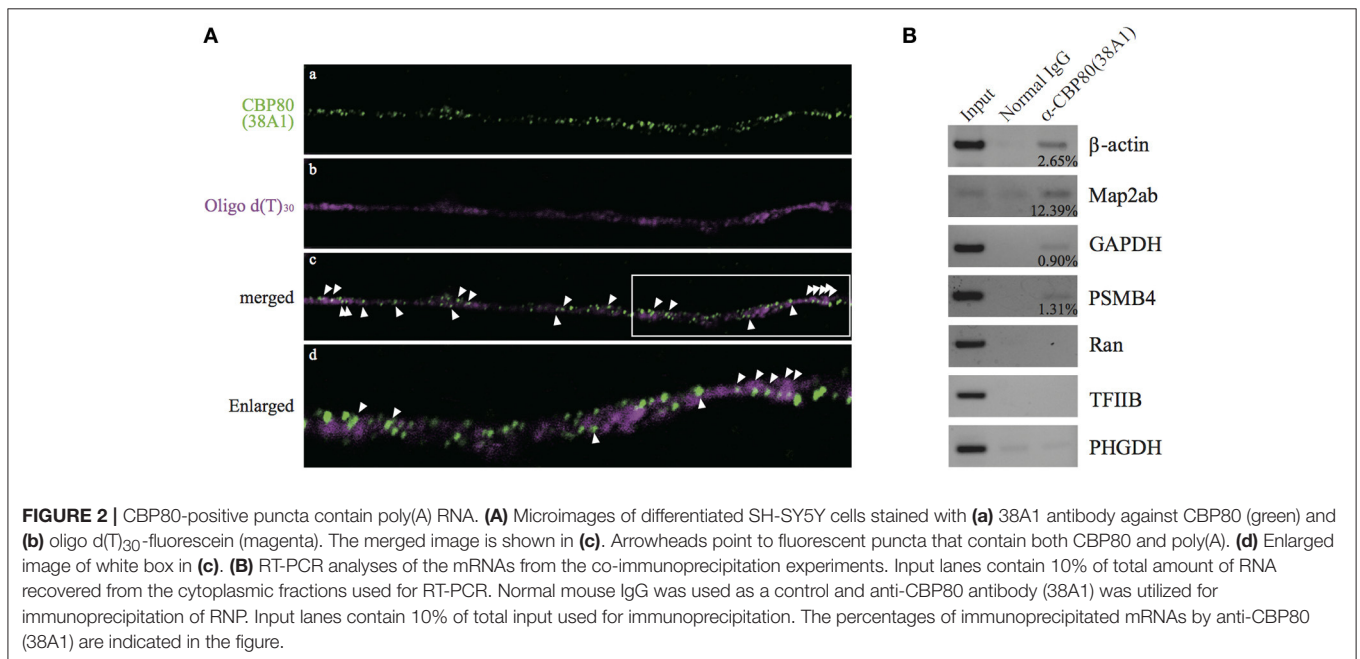 A
B
a
CBP80
(38A1)
b
Oligo d(T)₃₀
c
merged
d
Enlarged
Input
Normal IgG
α-CBP80(38A1)
2.65%
β-actin
12.39%
Map2ab
0.90%
GAPDH
1.31%
PSMB4
Ran
TFIIB
PHGDH
FIGURE 2 | CBP80-positive puncta contain poly(A) RNA. (A) Microimages of differentiated SH-SY5Y cells stained with (a) 38A1 antibody against CBP80 (green) and
(b) oligo d(T)₃₀-fluorescein (magenta). The merged image is shown in (c). Arrowheads point to fluorescent puncta that contain both CBP80 and poly(A). (d) Enlarged
image of white box in (c). (B) RT-PCR analyses of the mRNAs from the co-immunoprecipitation experiments. Input lanes contain 10% of total amount of RNA
recovered from the cytoplasmic fractions used for RT-PCR. Normal mouse IgG was used as a control and anti-CBP80 antibody (38A1) was utilized for
immunoprecipitation of RNP. Input lanes contain 10% of total input used for immunoprecipitation. The percentages of immunoprecipitated mRNAs by anti-CBP80
(38A1) are indicated in the figure.